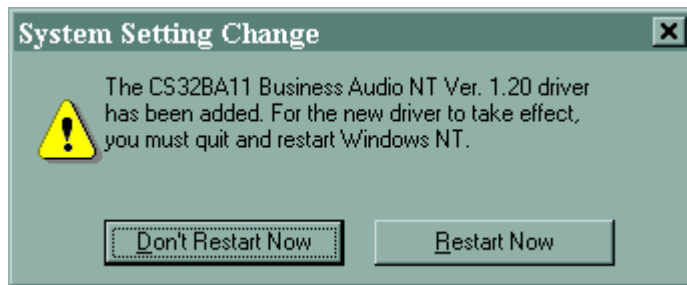 System Setting Change
The CS32BA11 Business Audio NT Ver. 1.20 driver
has been added. For the new driver to take effect,
you must quit and restart Windows NT.
Don't Restart Now
Restart Now